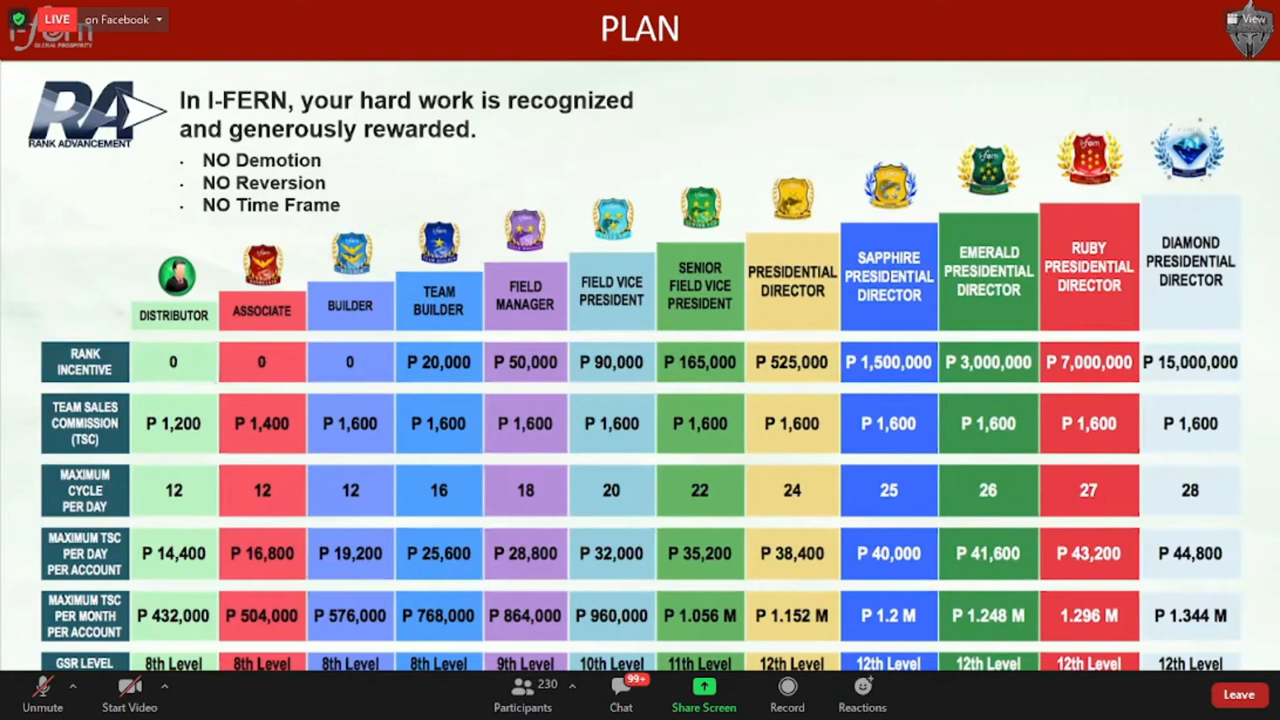 LIVE on Facebook
GLOBAL PROSPERITY
PLAN
View
RA
RANK ADVANCEMENT
In I-FERN, your hard work is recognized
and generously rewarded.
· NO Demotion
· NO Reversion
· NO Time Frame
DISTRIBUTOR
ASSOCIATE
BUILDER
TEAM
BUILDER
FIELD
MANAGER
FIELD VICE
PRESIDENT
SENIOR
FIELD VICE
PRESIDENT
PRESIDENTIAL
DIRECTOR
SAPPHIRE
PRESIDENTIAL
DIRECTOR
EMERALD
PRESIDENTIAL
DIRECTOR
RUBY
PRESIDENTIAL
DIRECTOR
DIAMOND
PRESIDENTIAL
DIRECTOR
RANK
INCENTIVE
0 0 0 P 20,000 P 50,000 P 90,000 P 165,000 P 525,000 P 1,500,000 P 3,000,000 P 7,000,000 P 15,000,000
TEAM SALES
COMMISSION
(TSC)
P 1,200 P 1,400 P 1,600 P 1,600 P 1,600 P 1,600 P 1,600 P 1,600 P 1,600 P 1,600 P 1,600 P 1,600
MAXIMUM
CYCLE
PER DAY
12 12 12 16 18 20 22 24 25 26 27 28
MAXIMUM TSC
PER DAY
PER ACCOUNT
P 14,400 P 16,800 P 19,200 P 25,600 P 28,800 P 32,000 P 35,200 P 38,400 P 40,000 P 41,600 P 43,200 P 44,800
MAXIMUM TSC
PER MONTH
PER ACCOUNT
P 432,000 P 504,000 P 576,000 P 768,000 P 864,000 P 960,000 P 1.056 M P 1.152 M P 1.2 M P 1.248 M 1.296 M P 1.344 M
GSR LEVEL 8th Level 8th Level 8th Level 8th Level 9th Level 10th Level 11th Level 12th Level 12th Level 12th Level 12th Level 12th Level
Unmute
Start Video
230
Participants
99+
Chat
Share Screen
Record
Reactions
Leave